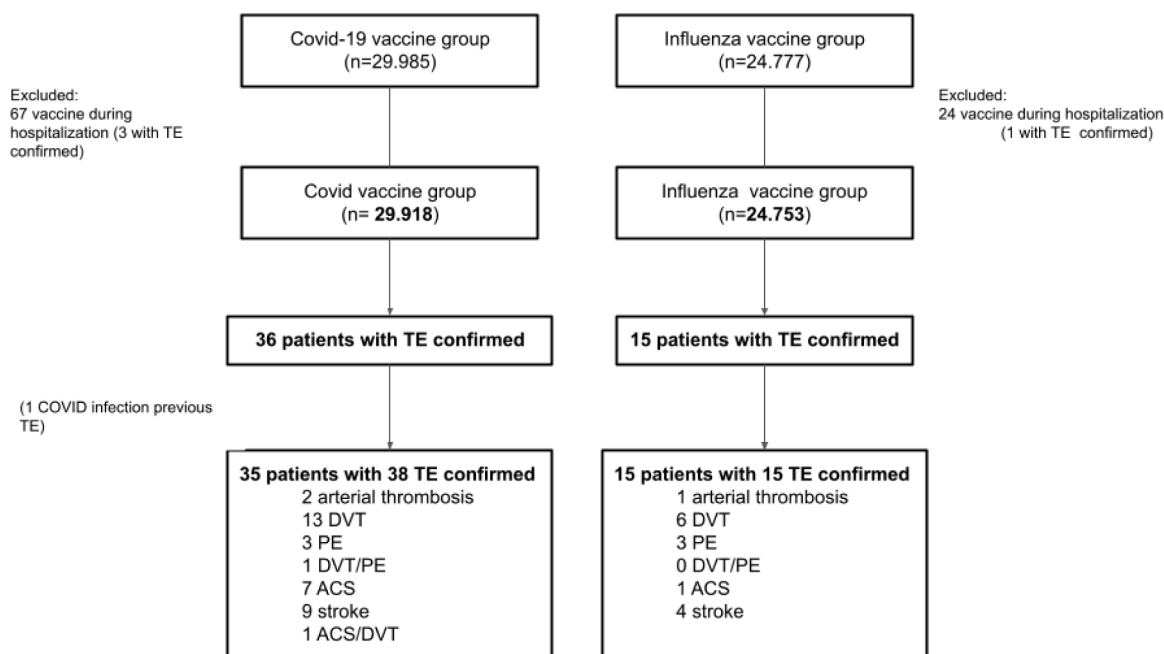 Covid-19 vaccine group
(n=29.985)
Influenza vaccine group
(n=24.777)
Excluded:
67 vaccine during
hospitalization (3 with TE
confirmed)
Excluded:
24 vaccine during hospitalization
(1 with TE confirmed)
Covid vaccine group
(n= 29.918)
Influenza vaccine group
(n=24.753)
36 patients with TE confirmed
15 patients with TE confirmed
(1 COVID infection previous
TE)
35 patients with 38 TE confirmed
2 arterial thrombosis
13 DVT
3 PE
1 DVT/PE
7 ACS
9 stroke
1 ACS/DVT
15 patients with 15 TE confirmed
1 arterial thrombosis
6 DVT
3 PE
0 DVT/PE
1 ACS
4 stroke